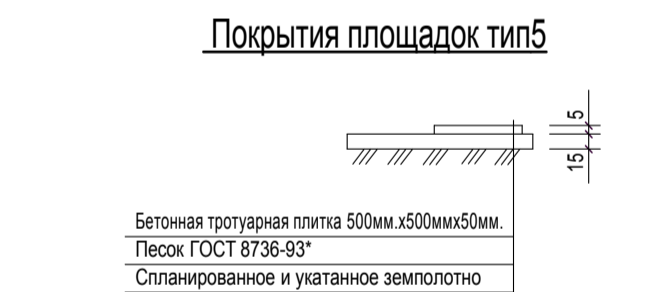 Покрытия площадок тип5
5
15
Бетонная тротуарная плитка 500мм.х500ммх50мм.
Песок ГОСТ 8736-93*
Спланированное и укатанное земполотно